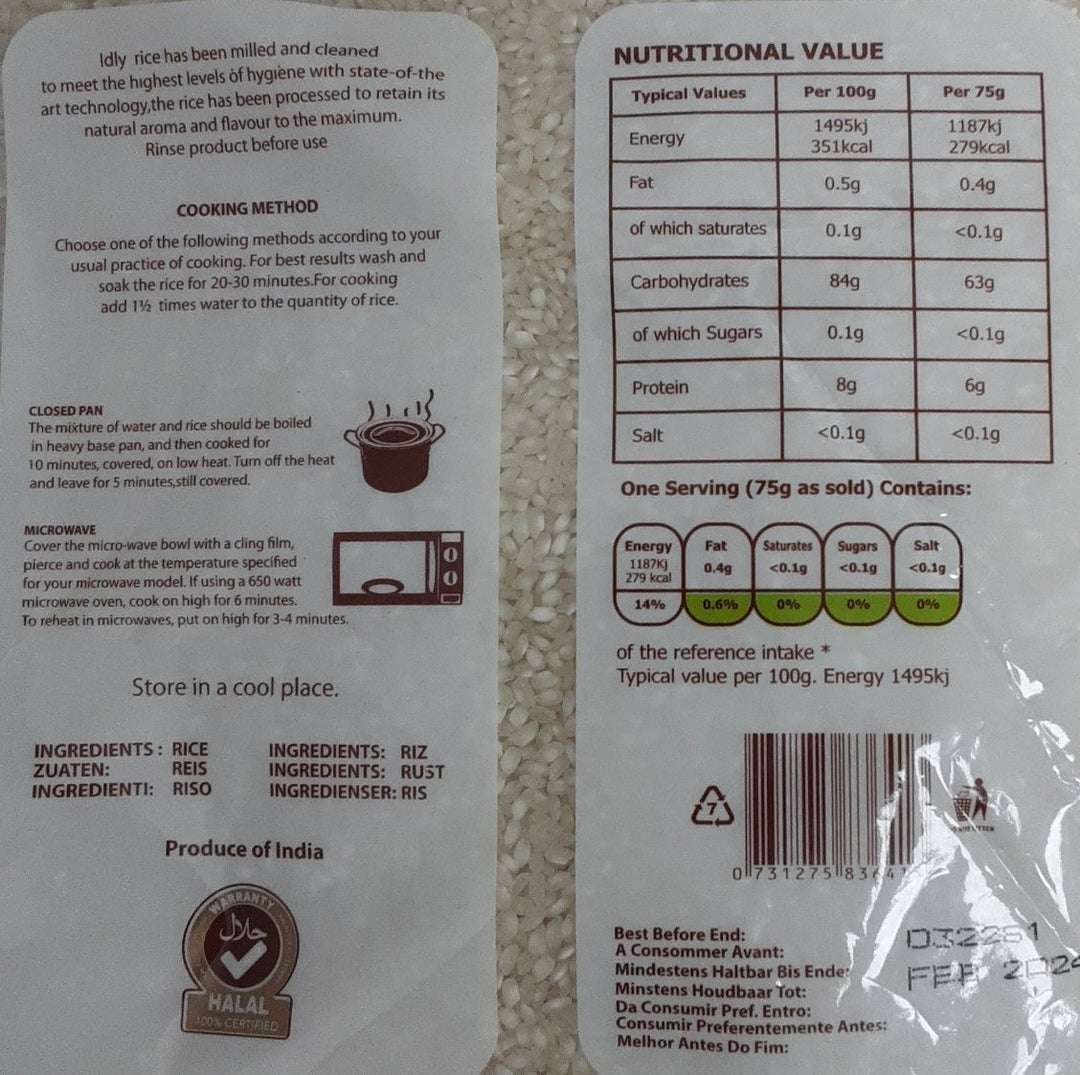 Idly rice has been milled and cleaned
to meet the highest levels of hygiene with state-of-the
art technology,the rice has been processed to retain its
natural aroma and flavour to the maximum.
Rinse product before use
COOKING METHOD
Choose one of the following methods according to your
usual practice of cooking. For best results wash and
soak the rice for 20-30 minutes.For cooking
add 1½ times water to the quantity of rice.
CLOSED PAN
The mixture of water and rice should be boiled
in heavy base pan, and then cooked for
10 minutes, covered, on low heat. Turn off the heat
and leave for 5 minutes,still covered.
MICROWAVE
Cover the micro-wave bowl with a cling film,
pierce and cook at the temperature specified
for your microwave model. If using a 650 watt
microwave oven, cook on high for 6 minutes.
To reheat in microwaves, put on high for 3-4 minutes.
Store in a cool place.
INGREDIENTS : RICE
ZUATEN: REIS
INGREDIENTI: RISO
INGREDIENTS: RIZ
INGREDIENTS: RUST
INGREDIENSER: RIS
Produce of India
WARRANTY
حلال
HALAL
100% CERTIFIED
NUTRITIONAL VALUE
Typical Values Per 100g Per 75g
Energy 1495kj 1187kj
351kcal 279kcal
Fat 0.5g 0.4g
of which saturates 0.1g <0.1g
Carbohydrates 84g 63g
of which Sugars 0.1g <0.1g
Protein 8g 6g
Salt <0.1g <0.1g
One Serving (75g as sold) Contains:
Energy Fat Saturates Sugars Salt
1187Kj 0.4g <0.1g <0.1g <0.1g
279 kcal
14% 0.6% 0% 0% 0%
of the reference intake *
Typical value per 100g. Energy 1495kj
7
0 731275
Best Before End:
A Consommer Avant:
Mindestens Haltbar Bis Ende:
Minstens Houdbaar Tot:
Da Consumir Pref. Entro:
Consumir Preferentemente Antes:
Melhor Antes Do Fim:
D32291
FEB 2024